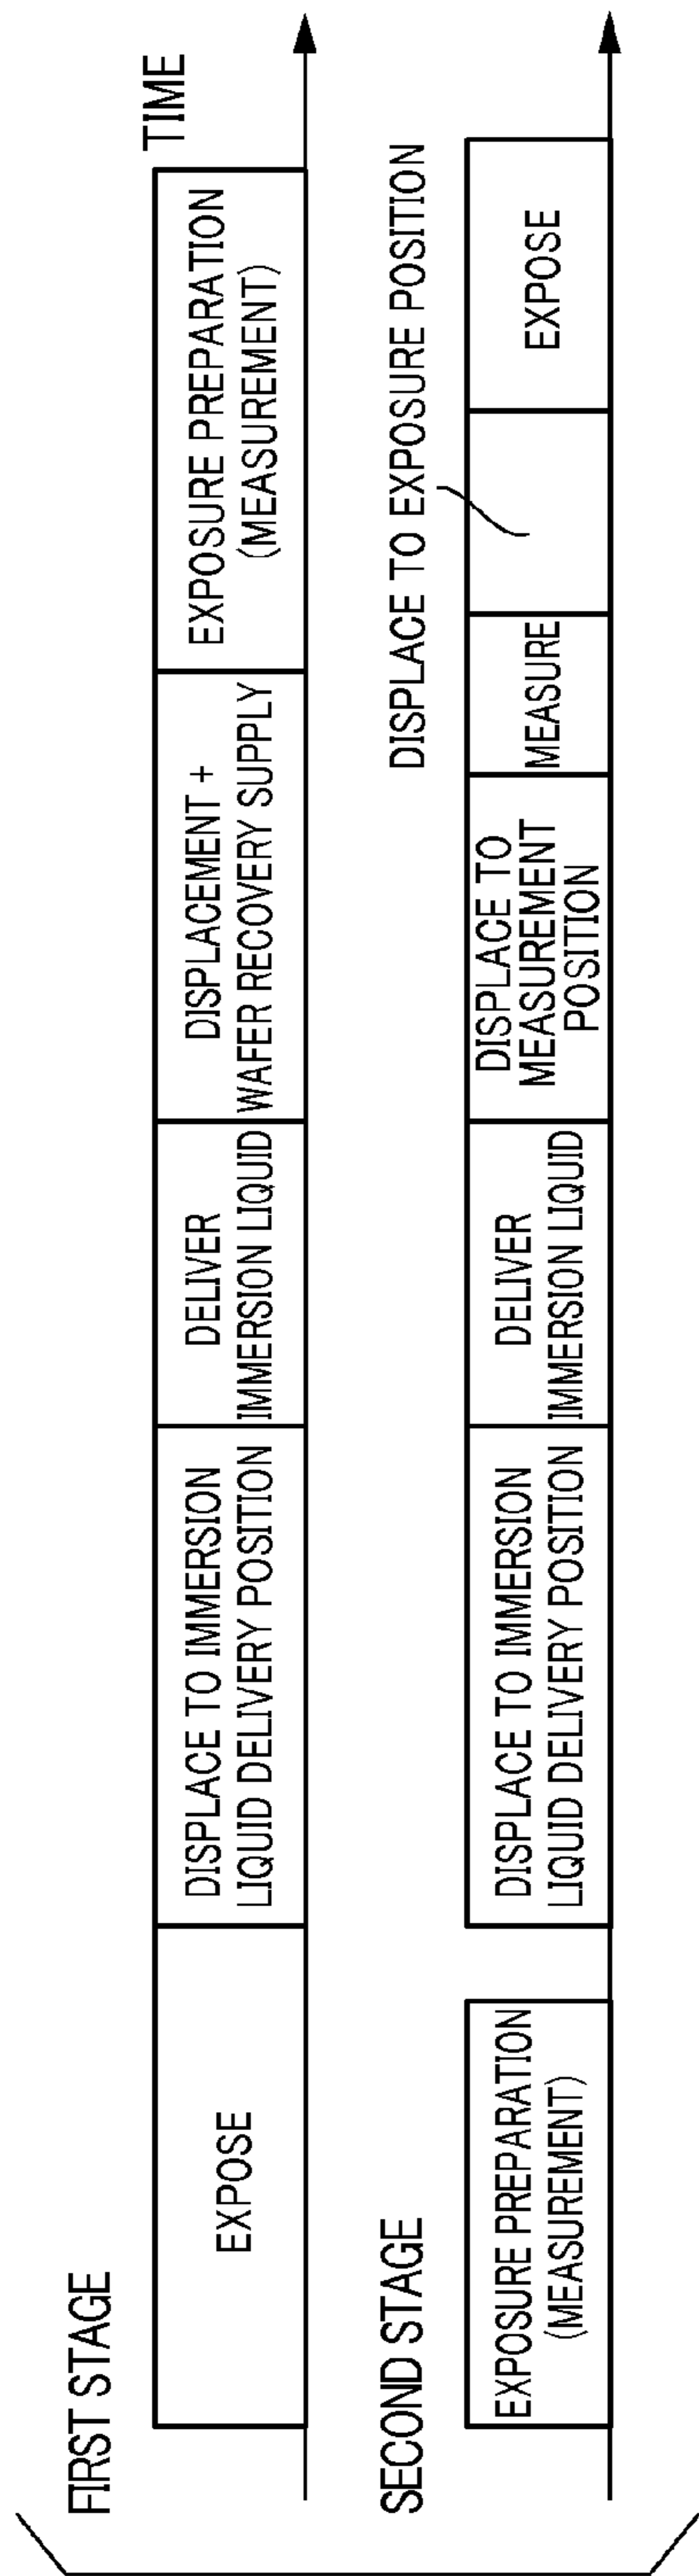 FIRST STAGE
TIME
EXPOSE
DISPLACE TO IMMERSION
LIQUID DELIVERY POSITION
DELIVER
IMMERSION LIQUID
DISPLACEMENT +
WAFER RECOVERY SUPPLY
EXPOSURE PREPARATION
(MEASUREMENT)
SECOND STAGE
DISPLACE TO EXPOSURE POSITION
EXPOSURE PREPARATION
(MEASUREMENT)
DISPLACE TO IMMERSION
LIQUID DELIVERY POSITION
DELIVER
IMMERSION LIQUID
DISPLACE TO
MEASUREMENT
POSITION
MEASURE
EXPOSE